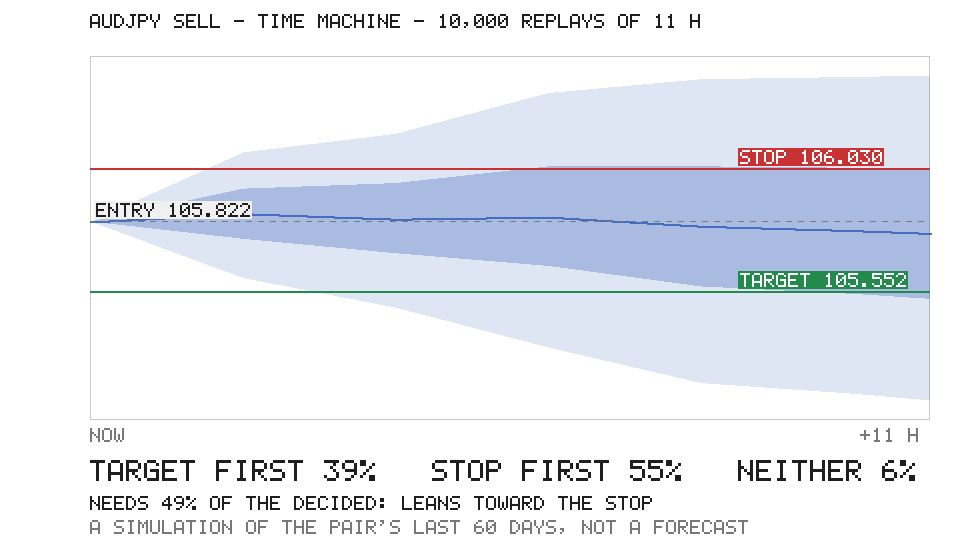 AUDJPY SELL - TIME MACHINE - 10,000 REPLAYS OF 11 H
STOP 106.030
ENTRY 105.822
TARGET 105.552
NOW +11 H
TARGET FIRST 39% STOP FIRST 55% NEITHER 6%
NEEDS 49% OF THE DECIDED: LEANS TOWARD THE STOP
A SIMULATION OF THE PAIR'S LAST 60 DAYS, NOT A FORECAST